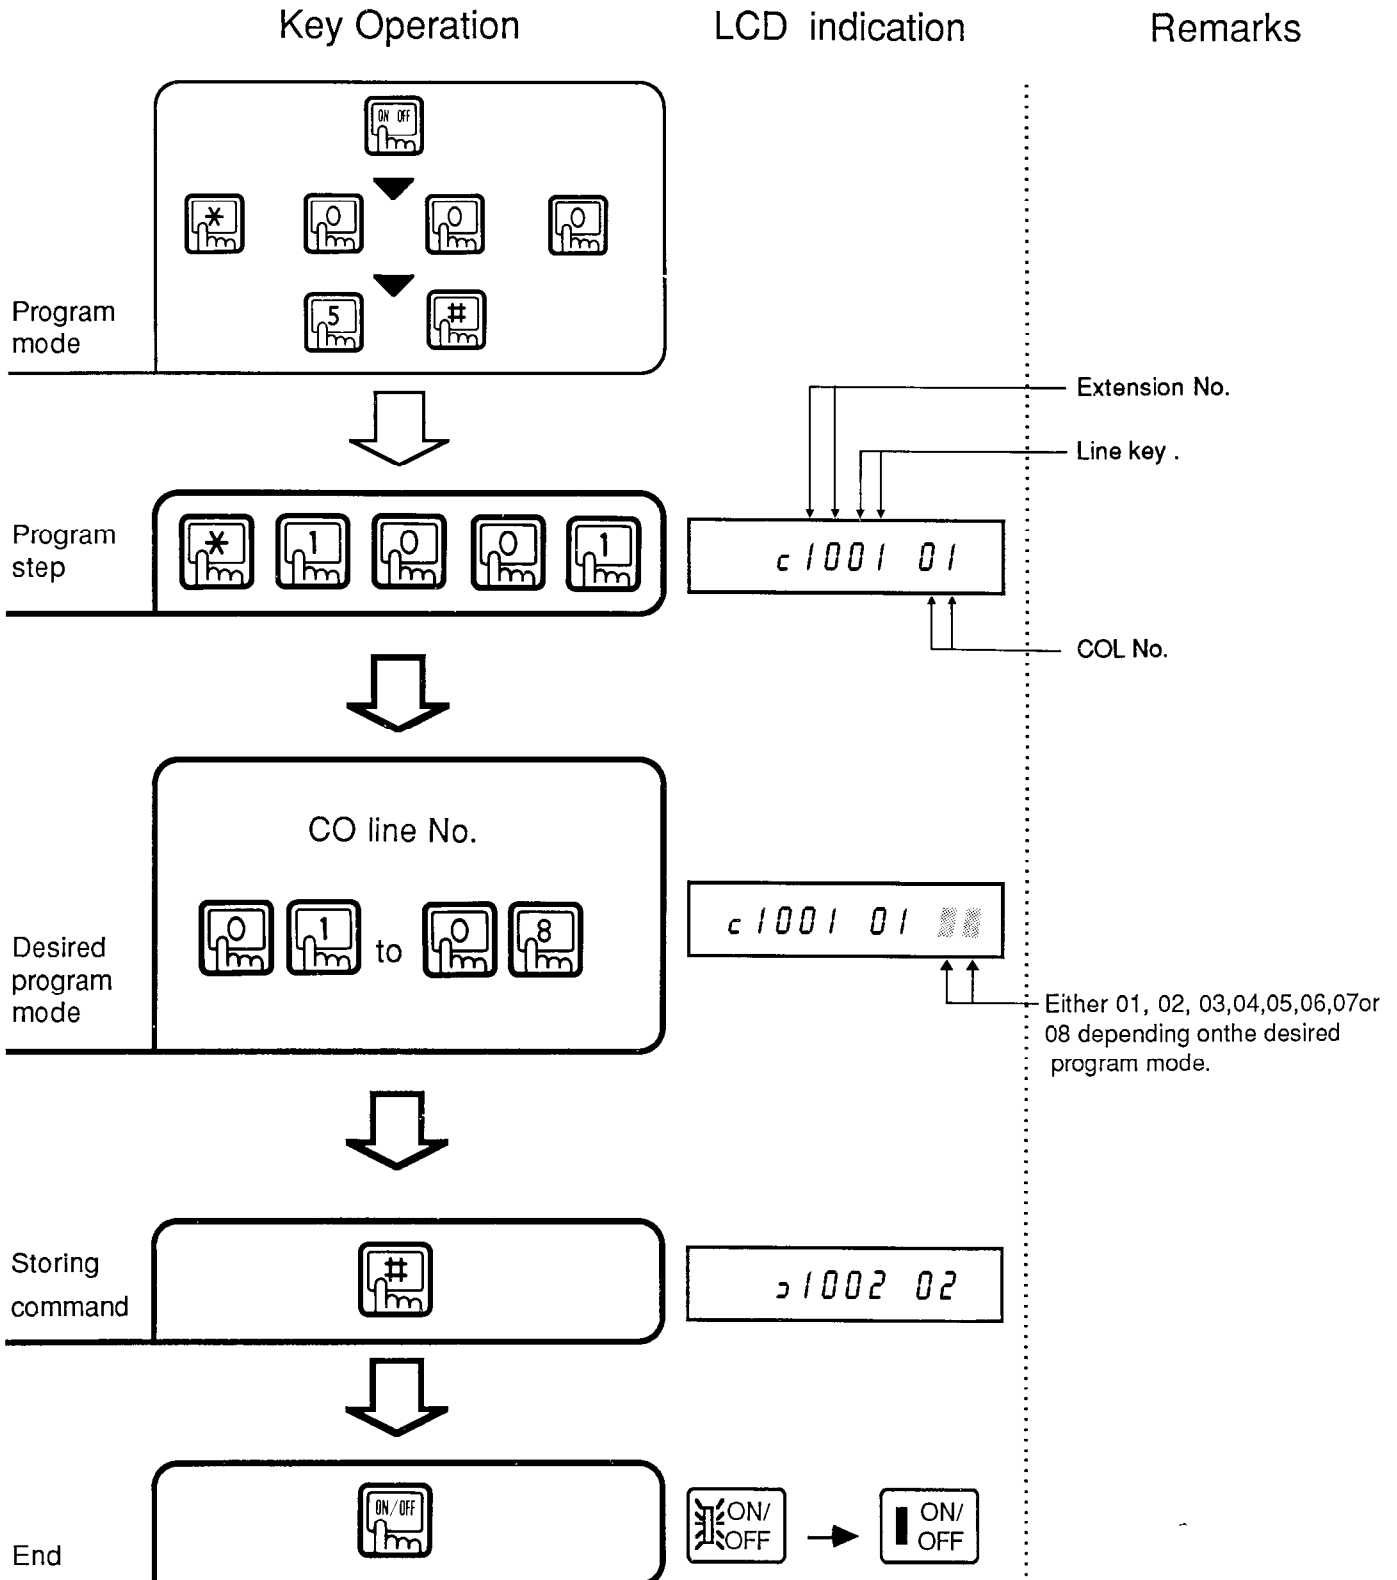 Key Operation LCD indication Remarks
ON OFF
* 0 0 0
5 #
Program
mode
Extension No.
Line key .
Program
step
* 1 0 0 1
c1001 01
COL No.
CO line No.
0 1 to 0 8
c1001 01
Desired
program
mode
Either 01, 02, 03,04,05,06,07or
08 depending onthe desired
program mode.
Storing
command
#
ɔ1002 02
End
ON/OFF
ON/
OFF
ON/
OFF